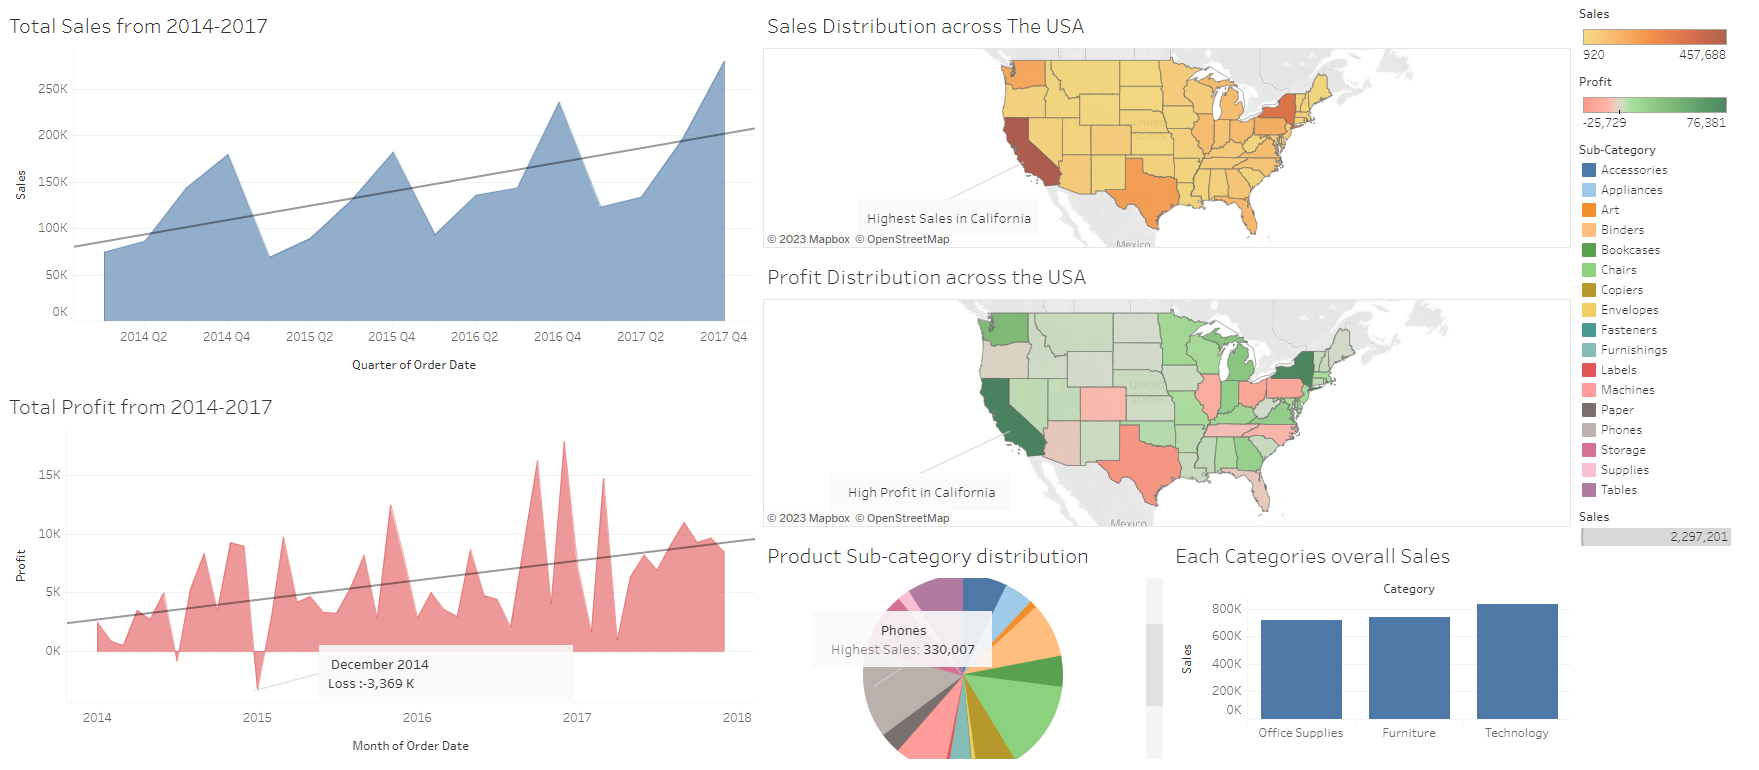 Total Sales from 2014-2017
Sales
250K
200K
150K
100K
50K
0K
2014 Q2
2014 Q4
2015 Q2
2015 Q4
2016 Q2
2016 Q4
2017 Q2
2017 Q4
Quarter of Order Date
Total Profit from 2014-2017
Profit
15K
10K
5K
0K
December 2014
Loss :-3,369 K
2014
2015
2016
2017
2018
Month of Order Date
Sales Distribution across The USA
United
States
Highest Sales in California
© 2023 Mapbox © OpenStreetMap
Mexico
Profit Distribution across the USA
United
States
High Profit in California
© 2023 Mapbox © OpenStreetMap
Mexico
Product Sub-category distribution
Phones
Highest Sales: 330,007
Each Categories overall Sales
Category
Sales
800K
600K
400K
200K
0K
Office Supplies
Furniture
Technology
Sales
920
457,688
Profit
-25,729
76,381
Sub-Category
Accessories
Appliances
Art
Binders
Bookcases
Chairs
Copiers
Envelopes
Fasteners
Furnishings
Labels
Machines
Paper
Phones
Storage
Supplies
Tables
Sales
2,297,201